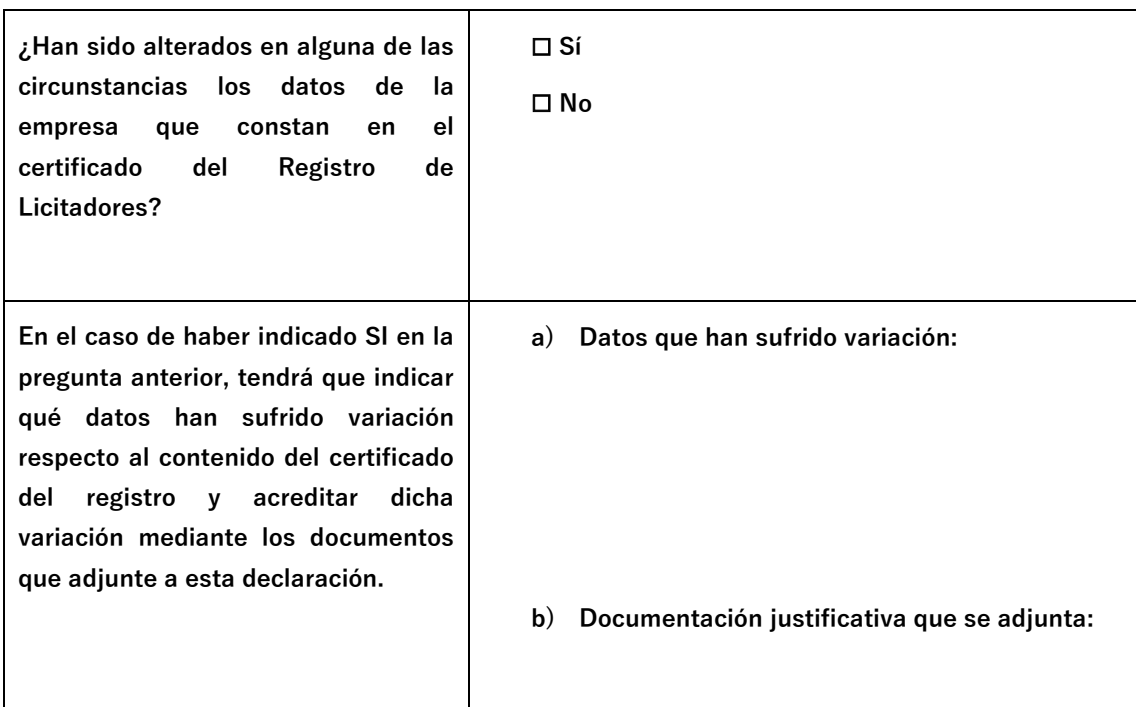 ¿Han sido alterados en alguna de las
circunstancias los datos de la
empresa que constan en el
certificado del Registro de
Licitadores?
☐ Sí
☐ No
En el caso de haber indicado SI en la
pregunta anterior, tendrá que indicar
qué datos han sufrido variación
respecto al contenido del certificado
del registro y acreditar dicha
variación mediante los documentos
que adjunte a esta declaración.
a) Datos que han sufrido variación:
b) Documentación justificativa que se adjunta: